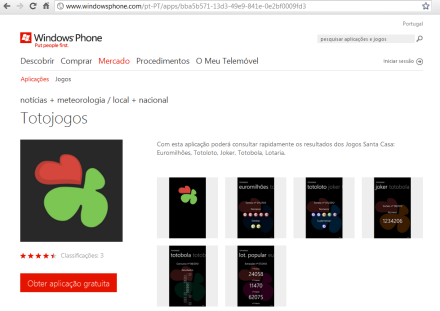 www.windowsphone.com/pt-PT/apps/bba5b571-13d3-49e9-841e-0e2bf0009fd3
Portugal
Windows Phone
Put people first.
pesquisar aplicações e jogos
Descobrir Comprar Mercado Procedimentos O Meu Telemóvel
Iniciar sessão
Aplicações Jogos
notícias + meteorologia / local + nacional
Totojogos
Com esta aplicação poderá consultar rapidamente os resultados dos Jogos Santa Casa:
Euromilhões, Totoloto, Joker, Totobola, Lotaria.
euromilhões
totoloto joker
joker totobola
1234206
Classificações: 3
totobola
lot. popular
24058
11470
62075
Obter aplicação gratuita